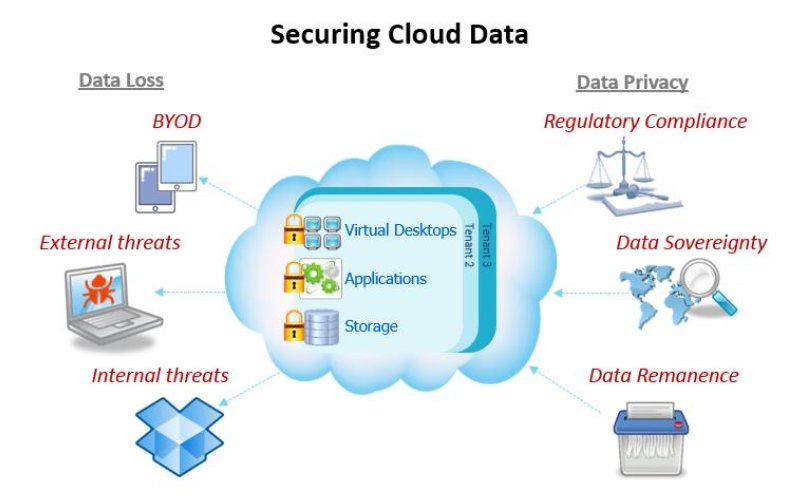 Securing Cloud Data
Data Loss
Data Privacy
BYOD
Regulatory Compliance
External threats
Data Sovereignty
Internal threats
Data Remanence
Virtual Desktops
Applications
Storage
Tenant 2
Tenant 3